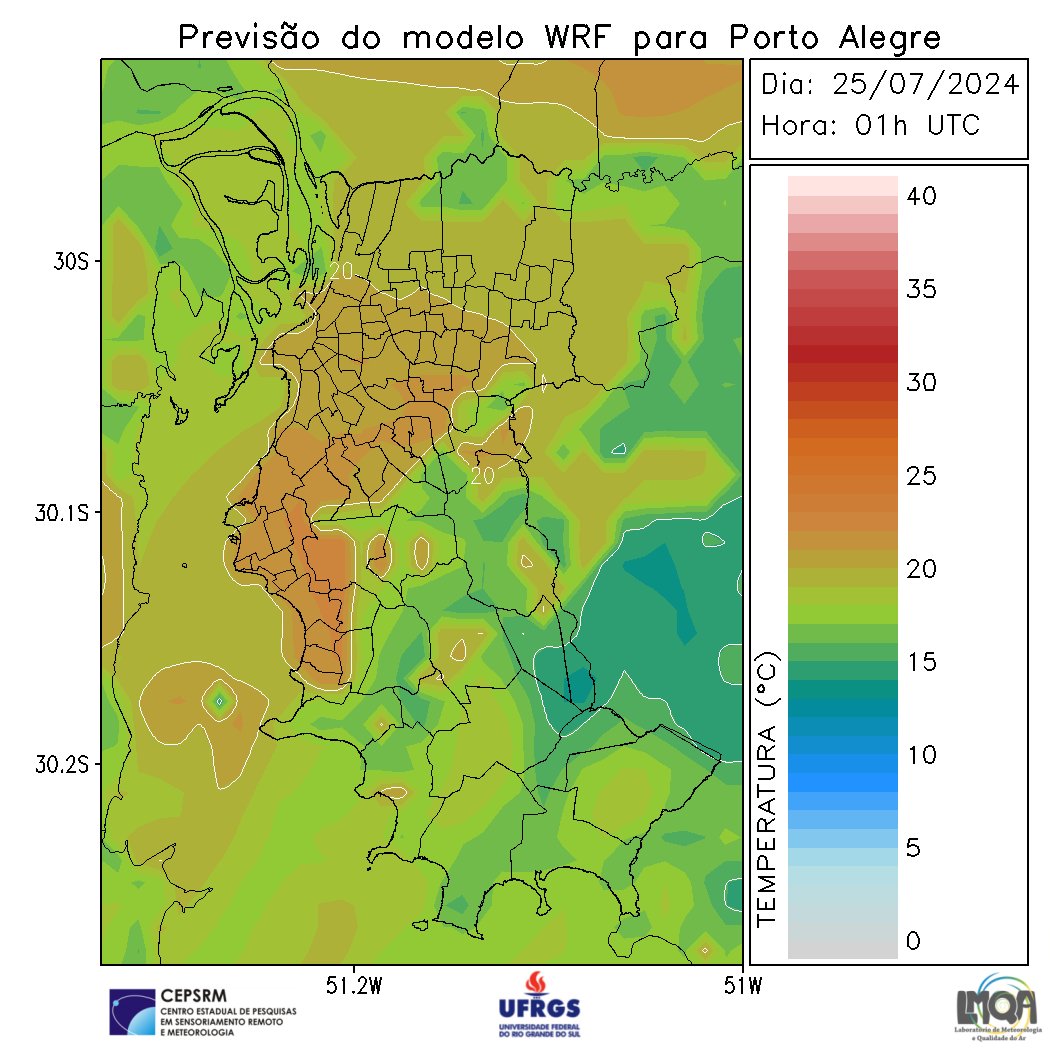 Previsão do modelo WRF para Porto Alegre
Dia: 25/07/2024
Hora: 01h UTC
40
35
30
25
20
15
10
5
0
TEMPERATURA (°C)
30S
30.1S
30.2S
51.2W
51W
20
20
CEPSRM
CENTRO ESTADUAL DE PESQUISAS
EM SENSORIAMENTO REMOTO
E METEOROLOGIA
UFRGS
UNIVERSIDADE FEDERAL
DO RIO GRANDE DO SUL
LMQA
Laboratório de Meteorologia
e Qualidade do Ar